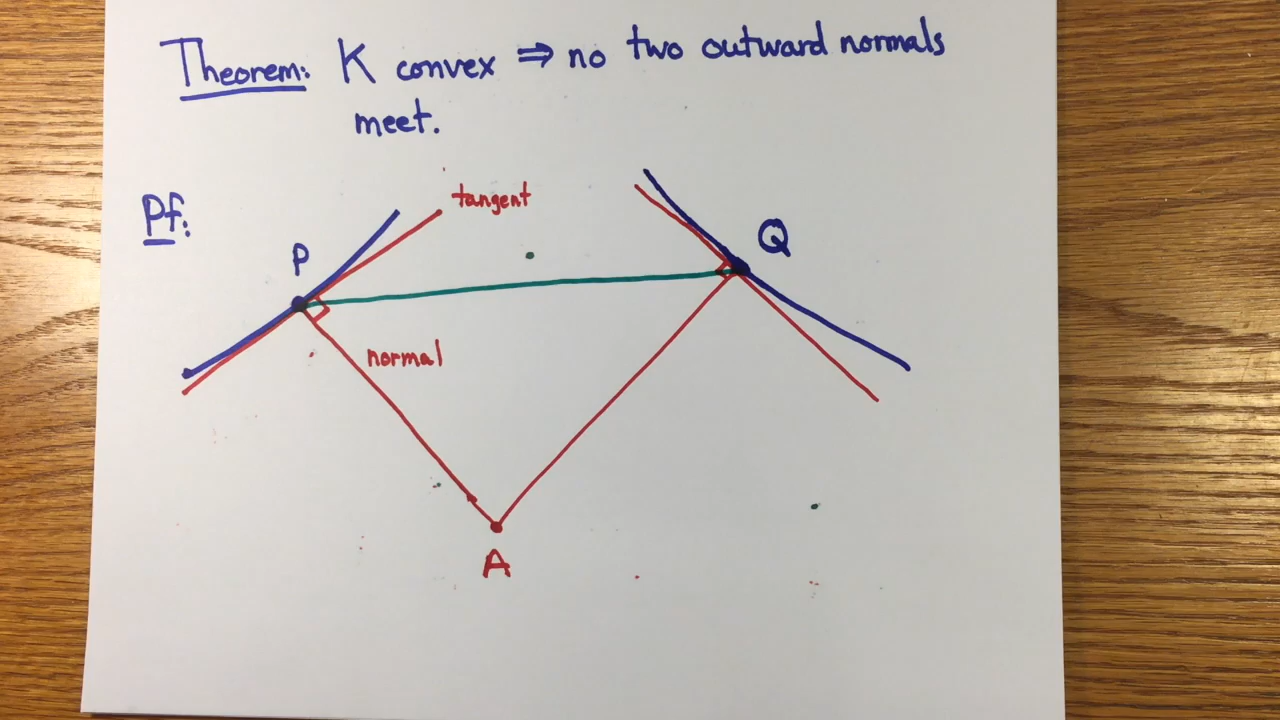 Theorem: K convex ⇒ no two outward normals
meet.
Pf:
tangent
P
Q
normal
A